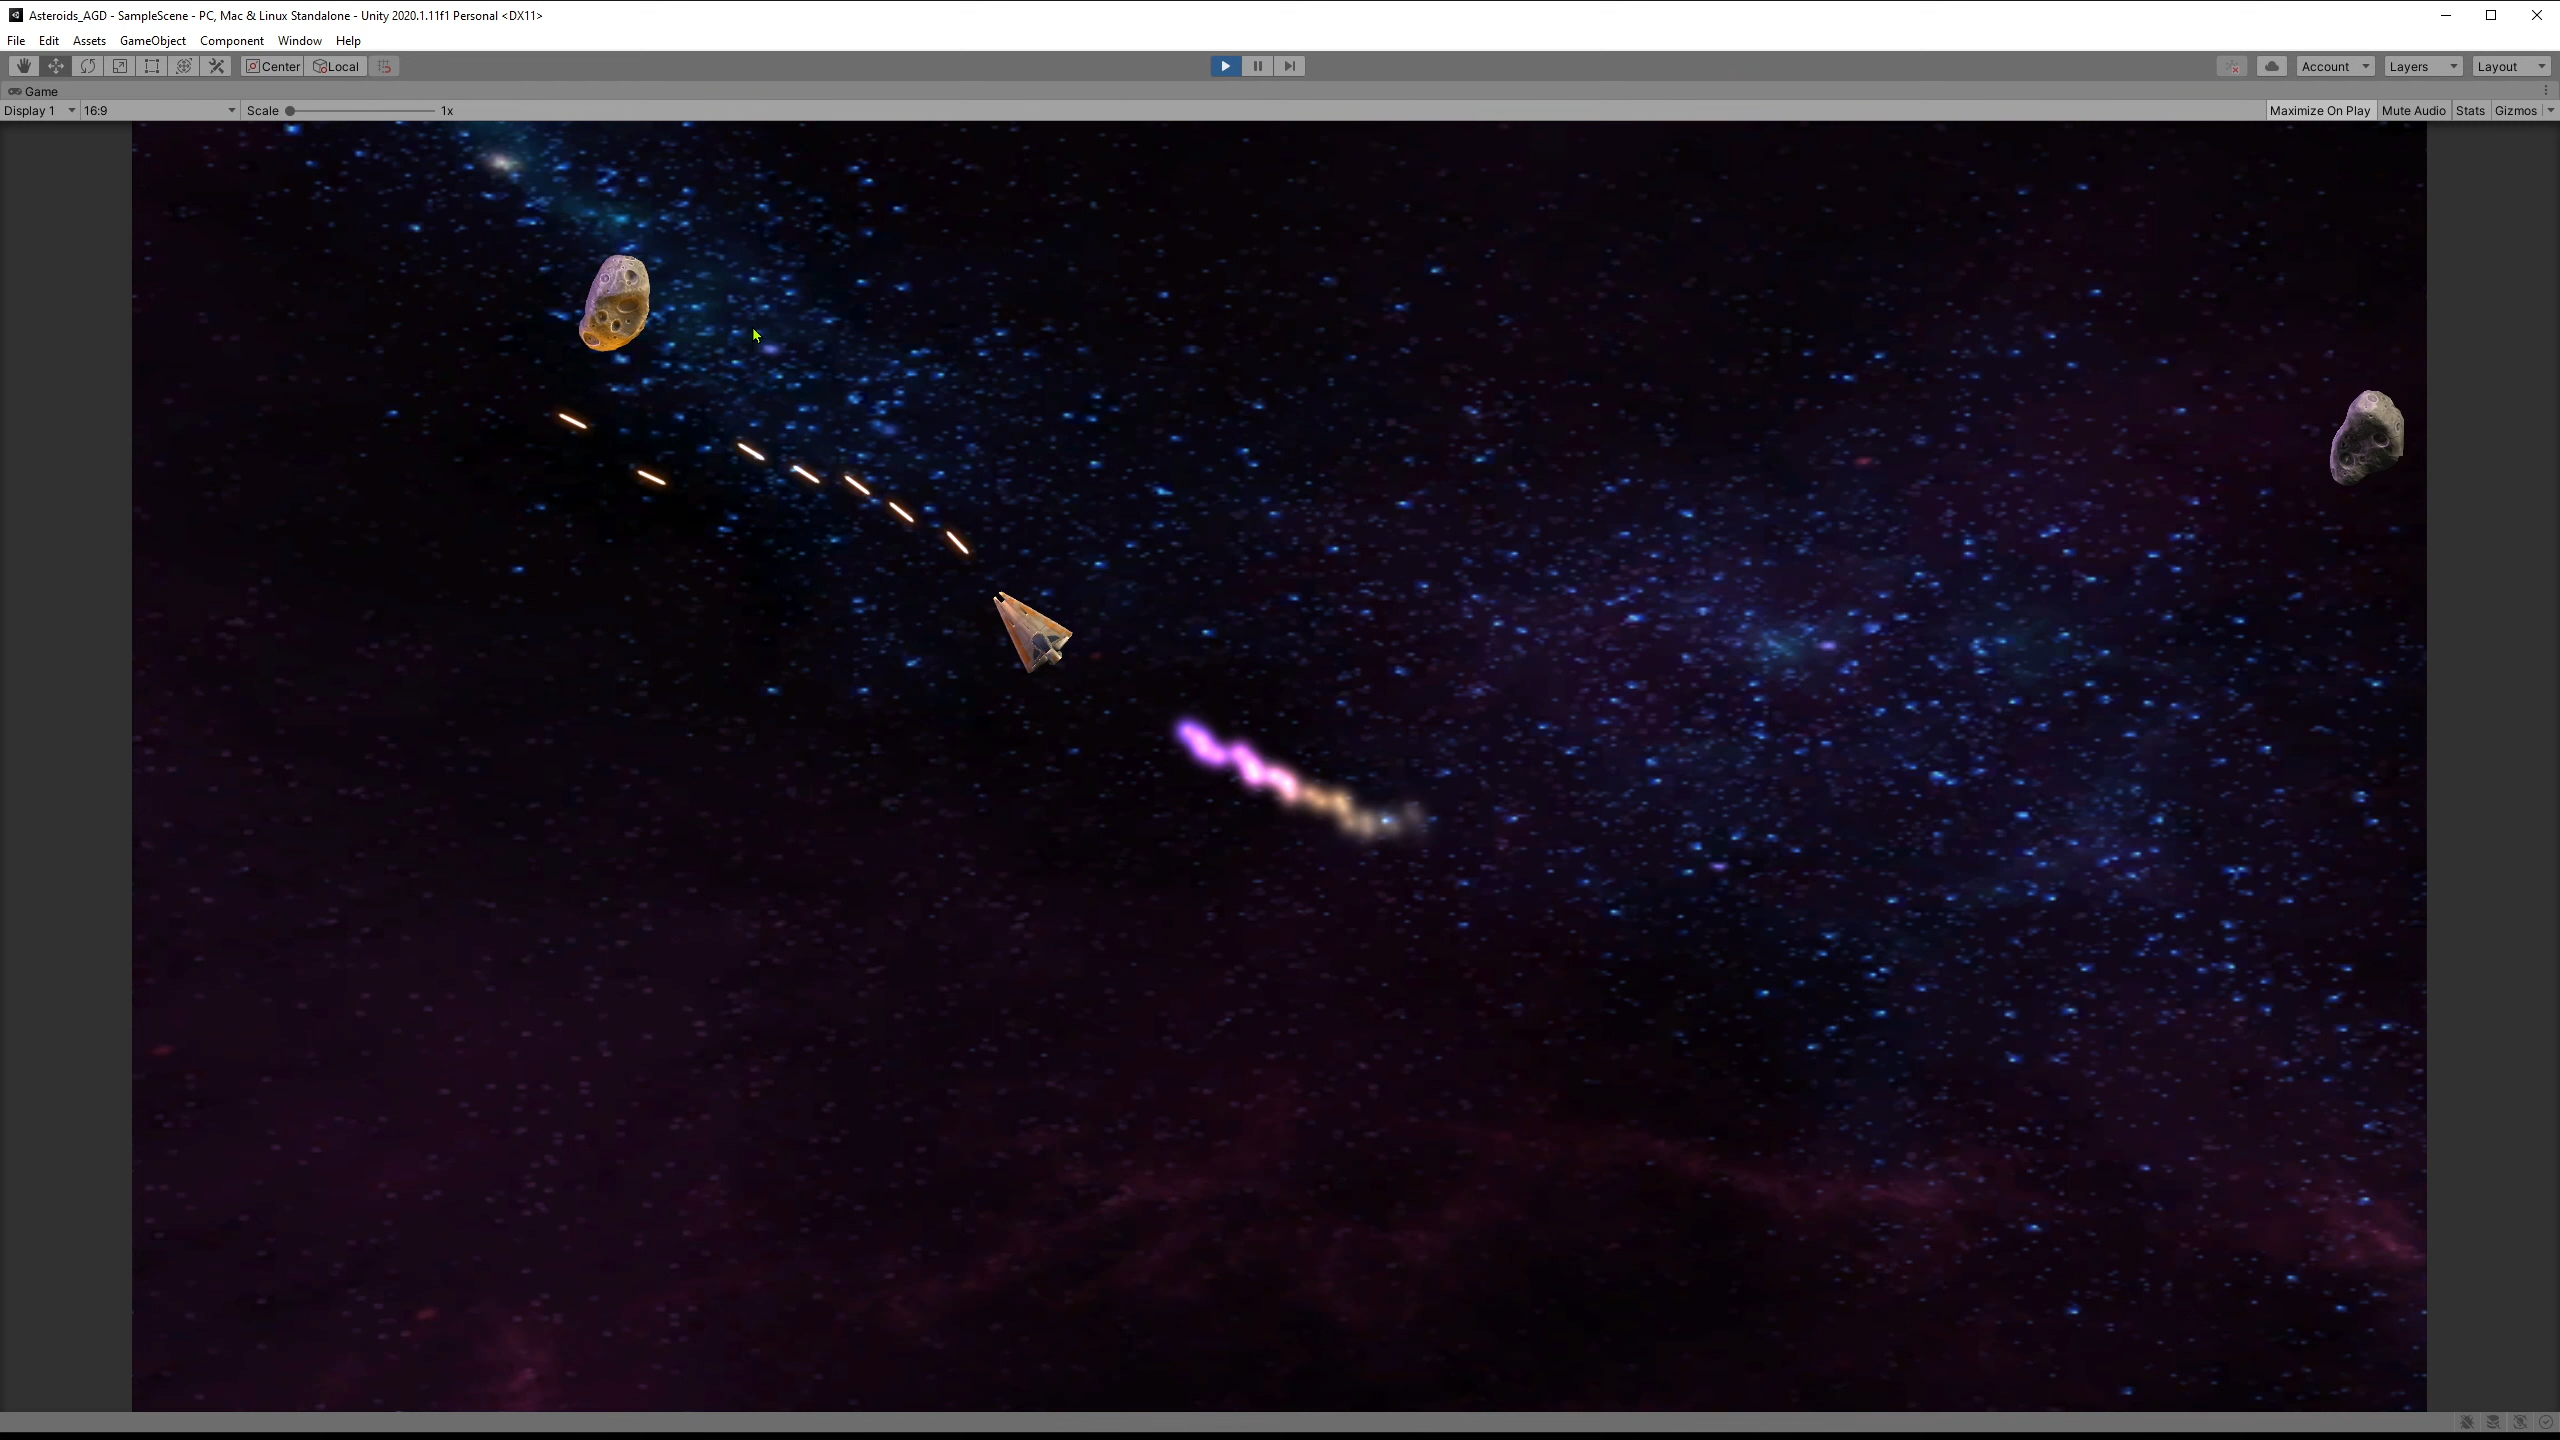 Asteroids_AGD - SampleScene - PC, Mac & Linux Standalone - Unity 2020.1.11f1 Personal <DX11>
File Edit Assets GameObject Component Window Help
Center Local Account Layers Layout
Game
Display 1 16:9 Scale 1x Maximize On Play Mute Audio Stats Gizmos